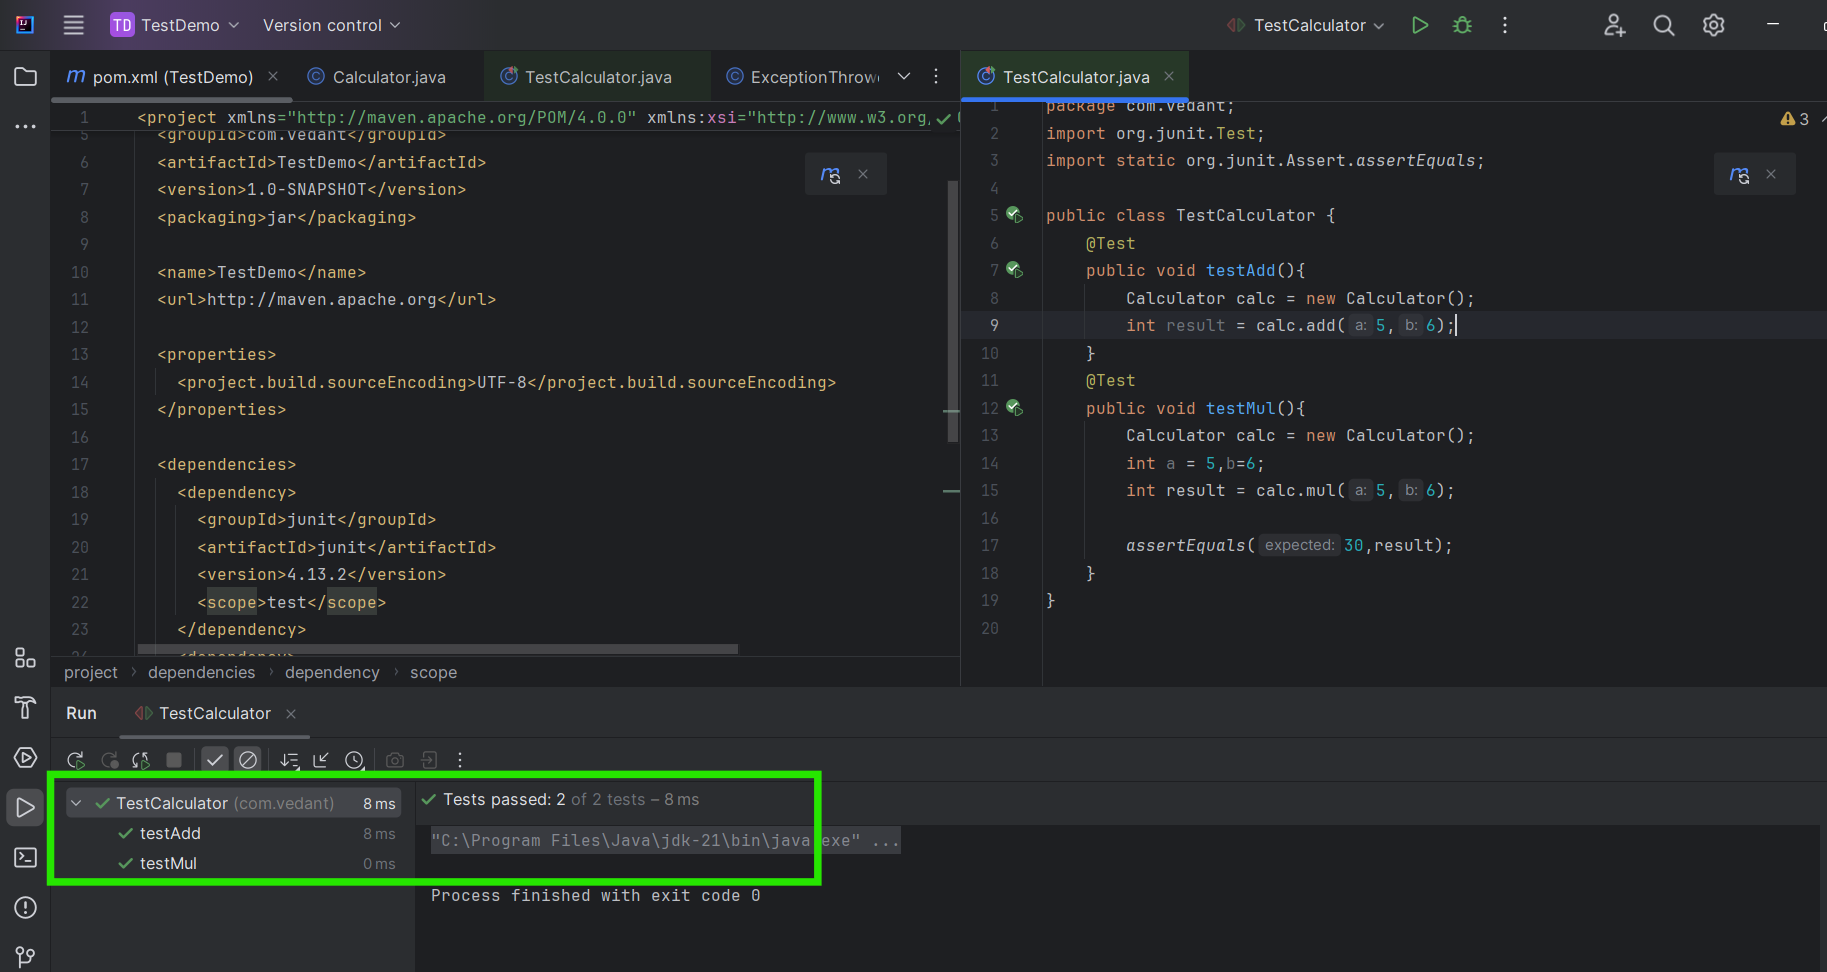 TD TestDemo Version control TestCalculator
m pom.xml (TestDemo) Calculator.java TestCalculator.java ExceptionThrow TestCalculator.java
1 <project xmlns="http://maven.apache.org/POM/4.0.0" xmlns:xsi="http://www.w3.org/
5 <groupId>com.vedant</groupId>
6 <artifactId>TestDemo</artifactId>
7 <version>1.0-SNAPSHOT</version>
8 <packaging>jar</packaging>
9
10 <name>TestDemo</name>
11 <url>http://maven.apache.org</url>
12
13 <properties>
14 <project.build.sourceEncoding>UTF-8</project.build.sourceEncoding>
15 </properties>
16
17 <dependencies>
18 <dependency>
19 <groupId>junit</groupId>
20 <artifactId>junit</artifactId>
21 <version>4.13.2</version>
22 <scope>test</scope>
23 </dependency>
24 <dependency>
project > dependencies > dependency > scope
1 package com.vedant;
2 import org.junit.Test;
3 import static org.junit.Assert.assertEquals;
4
5 public class TestCalculator {
6 @Test
7 public void testAdd(){
8 Calculator calc = new Calculator();
9 int result = calc.add( a: 5, b: 6);
10 }
11 @Test
12 public void testMul(){
13 Calculator calc = new Calculator();
14 int a = 5,b=6;
15 int result = calc.mul( a: 5, b: 6);
16
17 assertEquals( expected: 30,result);
18 }
19 }
20
3
Run TestCalculator
TestCalculator (com.vedant) 8 ms
testAdd 8 ms
testMul 0 ms
Tests passed: 2 of 2 tests – 8 ms
"C:\Program Files\Java\jdk-21\bin\java.exe" ...
Process finished with exit code 0